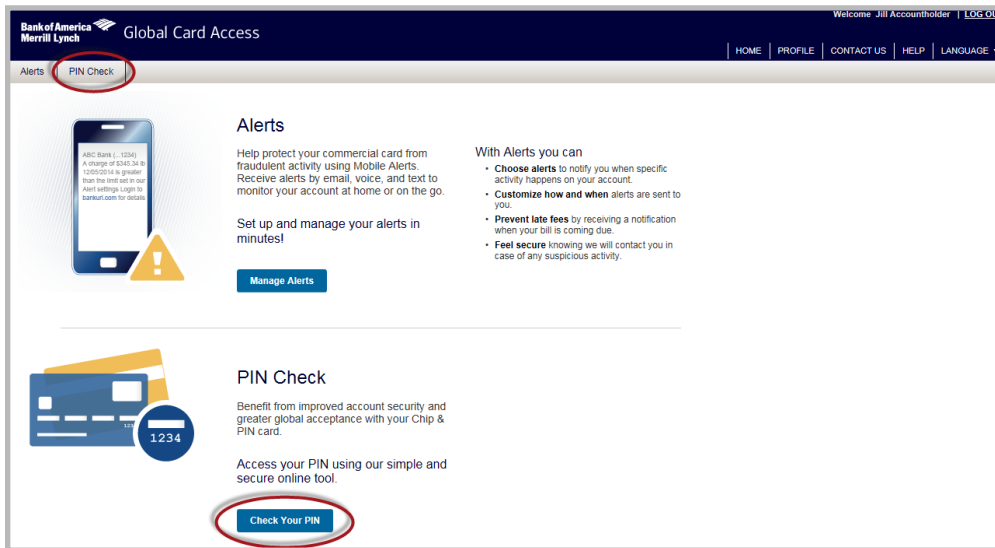 Welcome Jill Accountholder | LOG OU
Bank of America
Merrill Lynch
Global Card Access
HOME PROFILE CONTACT US HELP LANGUAGE
Alerts PIN Check
ABC Bank (...1234)
A charge of $345.34 
12/05/2014 is greater
than the limit set in our
Alert settings Login to
bankuri.com for details
Alerts
Help protect your commercial card from
fraudulent activity using Mobile Alerts.
Receive alerts by email, voice, and text to
monitor your account at home or on the go.
Set up and manage your alerts in
minutes!
Manage Alerts
With Alerts you can
• Choose alerts to notify you when specific
activity happens on your account.
• Customize how and when alerts are sent to
you.
• Prevent late fees by receiving a notification
when your bill is coming due.
• Feel secure knowing we will contact you in
case of any suspicious activity.
1234
PIN Check
Benefit from improved account security and
greater global acceptance with your Chip &
PIN card.
Access your PIN using our simple and
secure online tool.
Check Your PIN